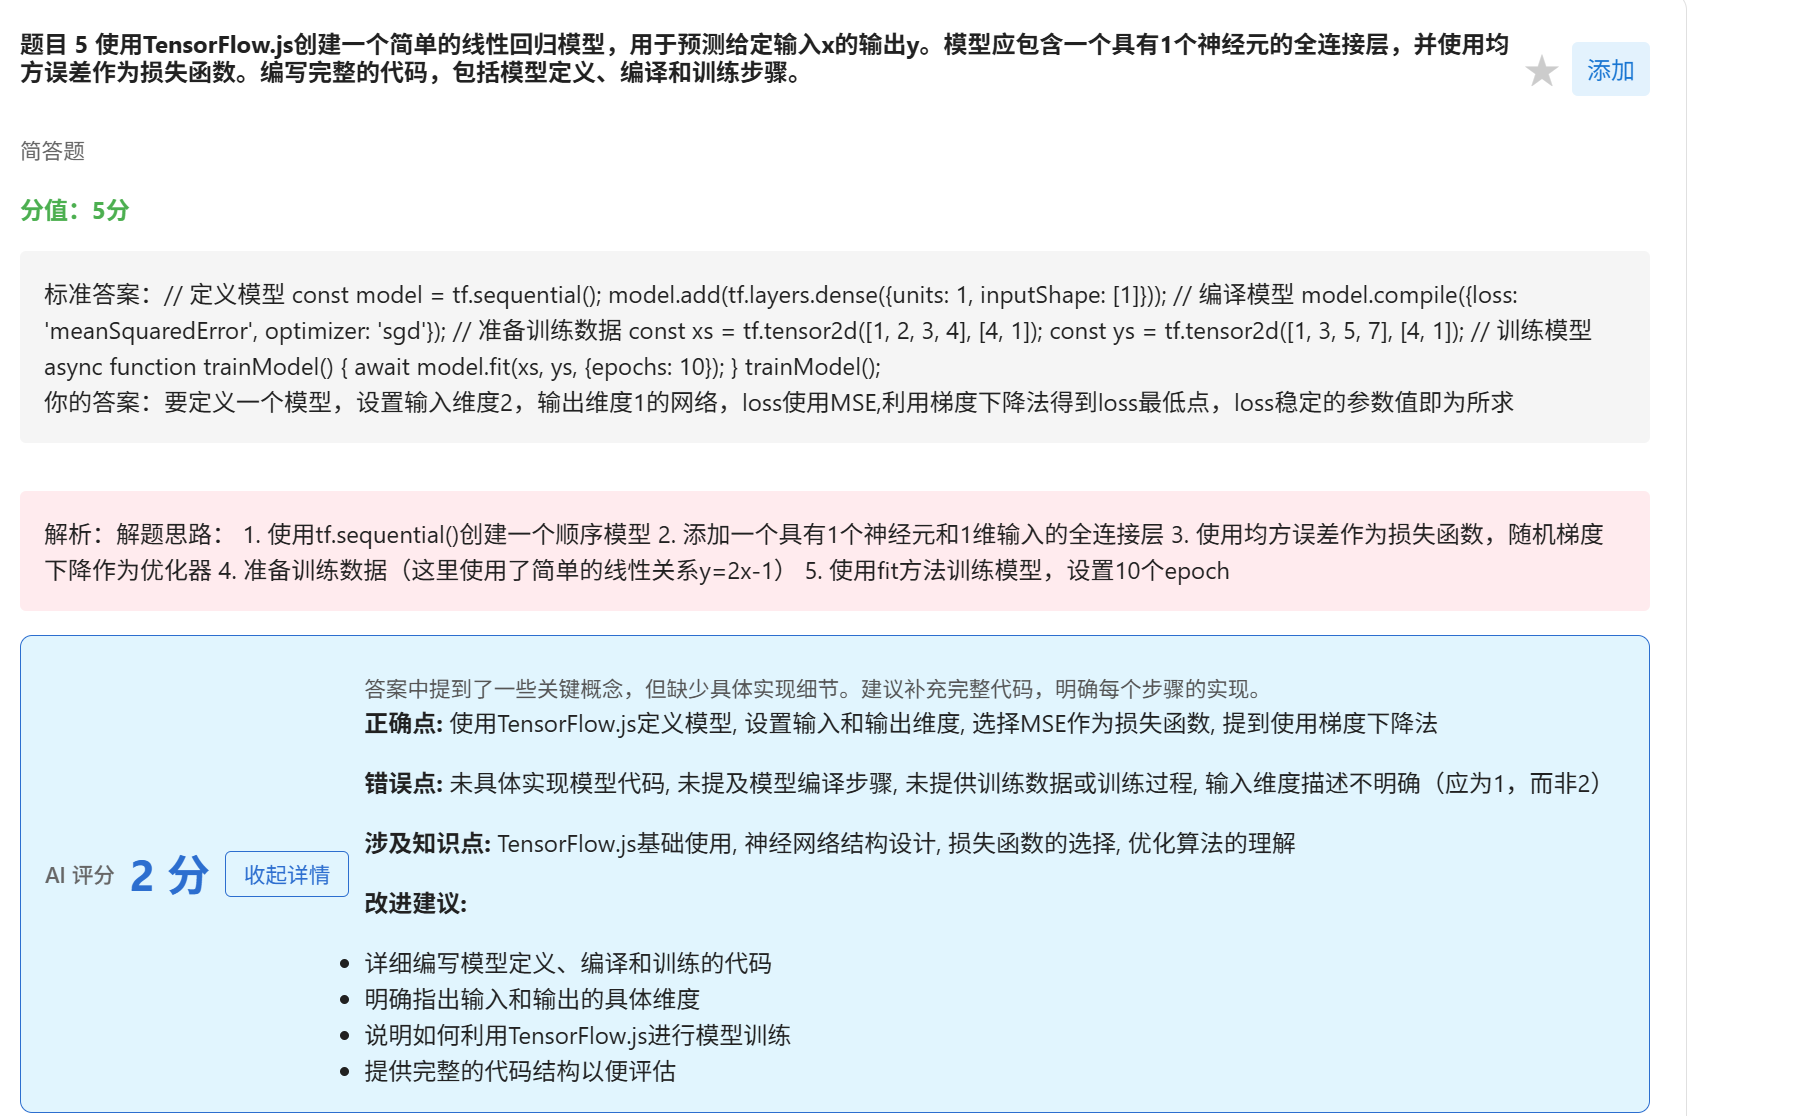 题目 5 使用TensorFlow.js创建一个简单的线性回归模型，用于预测给定输入x的输出y。模型应包含一个具有1个神经元的全连接层，并使用均
方误差作为损失函数。编写完整的代码，包括模型定义、编译和训练步骤。
添加
简答题
分值：5分
标准答案：// 定义模型 const model = tf.sequential(); model.add(tf.layers.dense({units: 1, inputShape: [1]})); // 编译模型 model.compile({loss:
'meanSquaredError', optimizer: 'sgd'}); // 准备训练数据 const xs = tf.tensor2d([1, 2, 3, 4], [4, 1]); const ys = tf.tensor2d([1, 3, 5, 7], [4, 1]); // 训练模型
async function trainModel() { await model.fit(xs, ys, {epochs: 10}); } trainModel();
你的答案：要定义一个模型，设置输入维度2，输出维度1的网络，loss使用MSE,利用梯度下降法得到loss最低点，loss稳定的参数值即为所求
解析：解题思路： 1. 使用tf.sequential()创建一个顺序模型 2. 添加一个具有1个神经元和1维输入的全连接层 3. 使用均方误差作为损失函数，随机梯度
下降作为优化器 4. 准备训练数据（这里使用了简单的线性关系y=2x-1） 5. 使用fit方法训练模型，设置10个epoch
AI 评分 2 分 收起详情
答案中提到了一些关键概念，但缺少具体实现细节。建议补充完整代码，明确每个步骤的实现。
正确点: 使用TensorFlow.js定义模型, 设置输入和输出维度, 选择MSE作为损失函数, 提到使用梯度下降法
错误点: 未具体实现模型代码, 未提及模型编译步骤, 未提供训练数据或训练过程, 输入维度描述不明确（应为1，而非2）
涉及知识点: TensorFlow.js基础使用, 神经网络结构设计, 损失函数的选择, 优化算法的理解
改进建议:
• 详细编写模型定义、编译和训练的代码
• 明确指出输入和输出的具体维度
• 说明如何利用TensorFlow.js进行模型训练
• 提供完整的代码结构以便评估